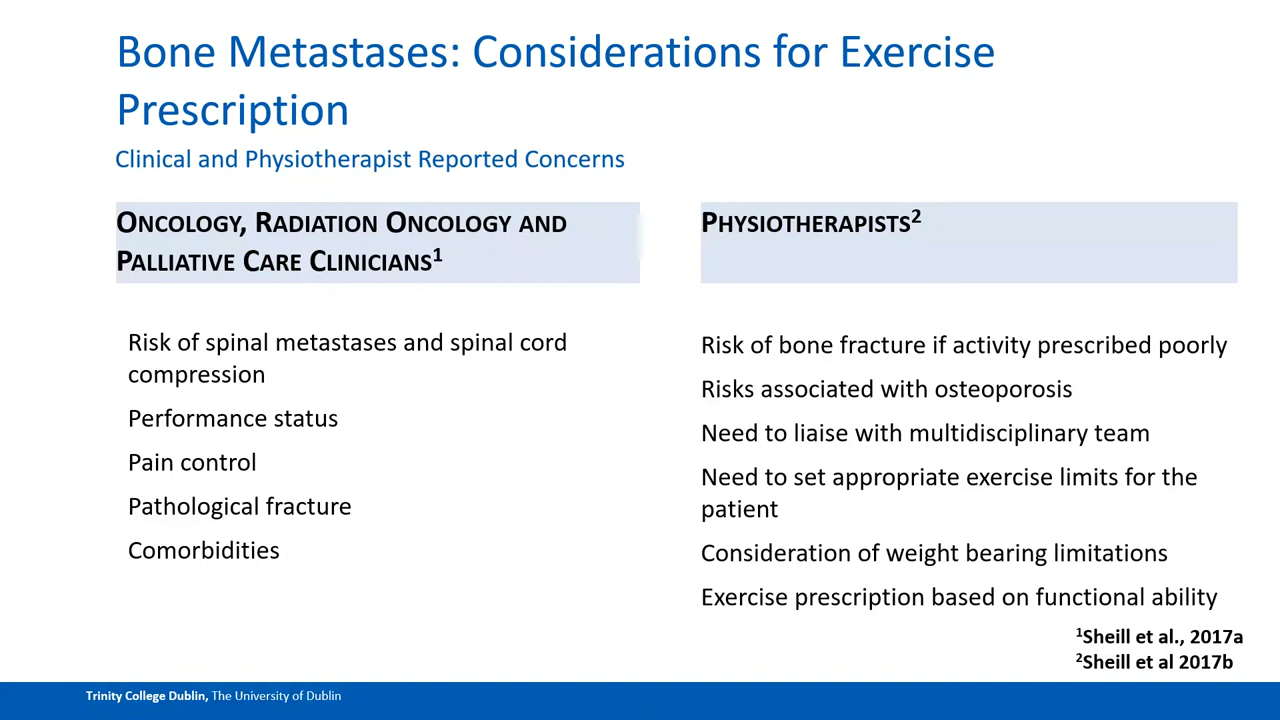 Bone Metastases: Considerations for Exercise
Prescription
Clinical and Physiotherapist Reported Concerns
ONCOLOGY, RADIATION ONCOLOGY AND
PALLIATIVE CARE CLINICIANS¹
Risk of spinal metastases and spinal cord
compression
Performance status
Pain control
Pathological fracture
Comorbidities
PHYSIOTHERAPISTS²
Risk of bone fracture if activity prescribed poorly
Risks associated with osteoporosis
Need to liaise with multidisciplinary team
Need to set appropriate exercise limits for the
patient
Consideration of weight bearing limitations
Exercise prescription based on functional ability
¹Sheill et al., 2017a
²Sheill et al 2017b
Trinity College Dublin, The University of Dublin